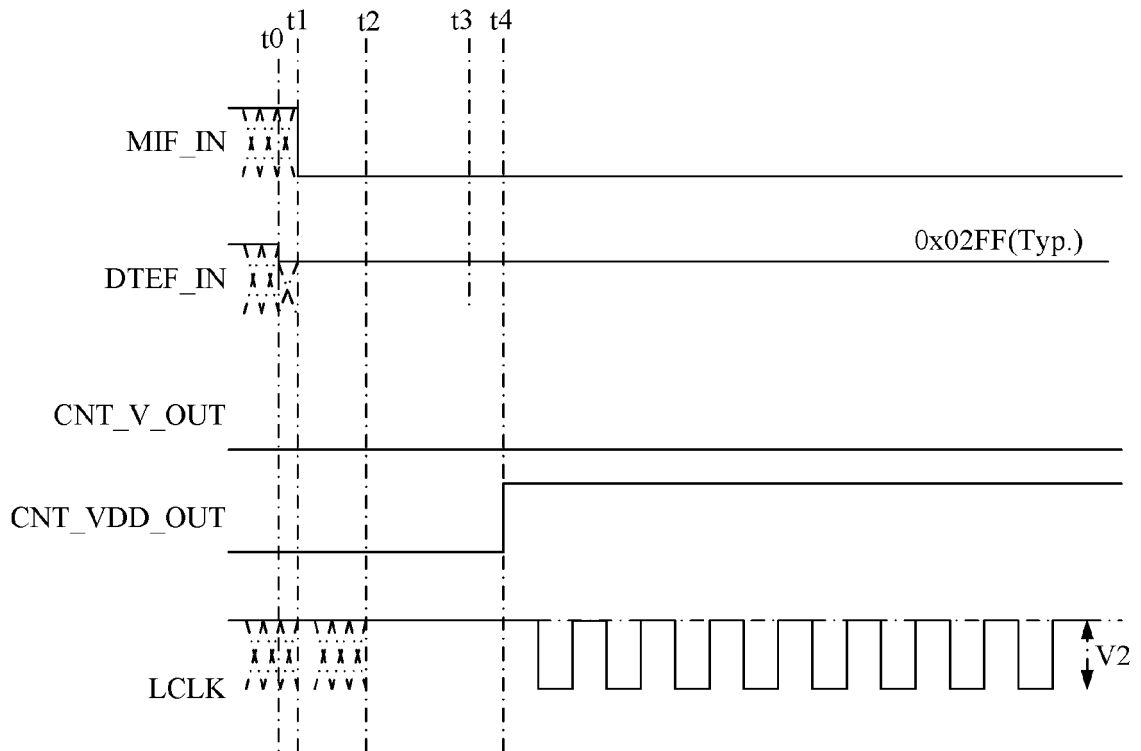 t0
t1
t2
t3
t4
MIF_IN
0x02FF(Typ.)
DTEF_IN
CNT_V_OUT
CNT_VDD_OUT
LCLK
V2